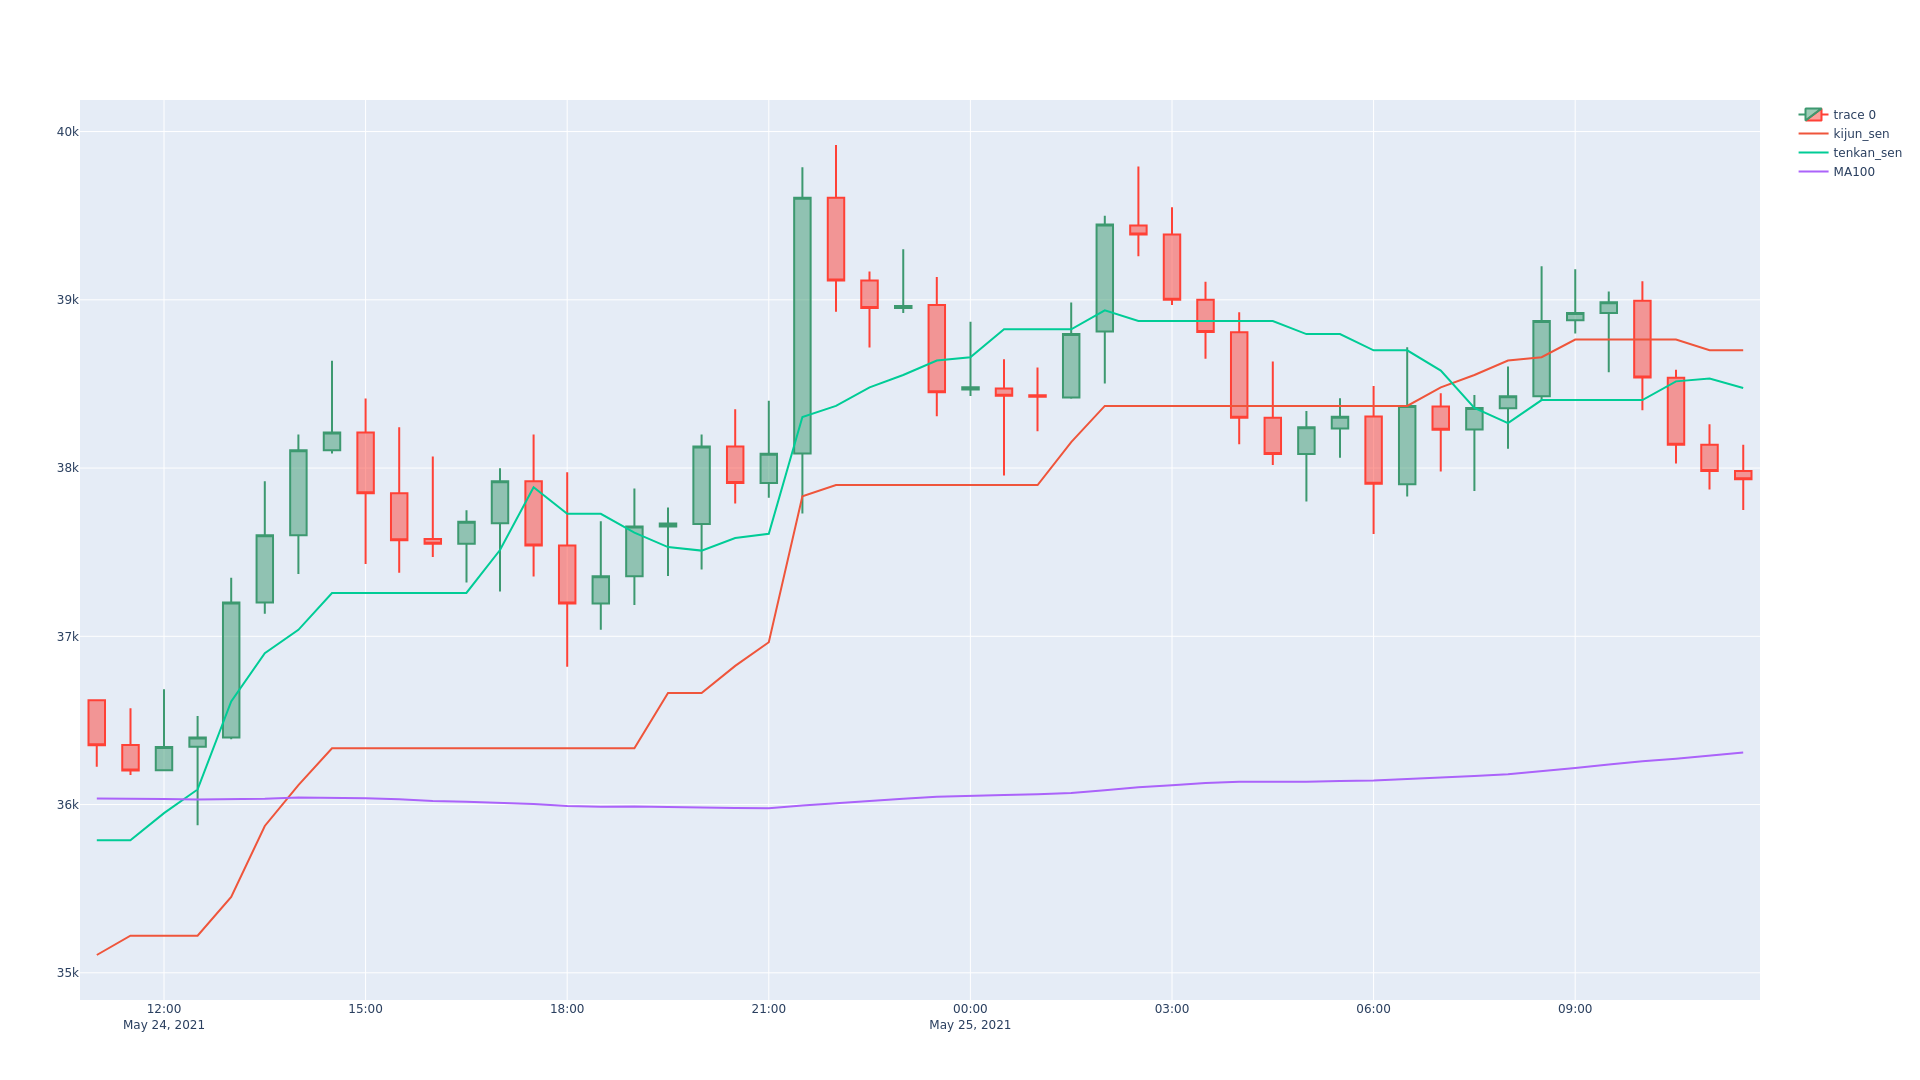 40k
39k
38k
37k
36k
35k
12:00
May 24, 2021
15:00
18:00
21:00
00:00
May 25, 2021
03:00
06:00
09:00
trace 0
kijun_sen
tenkan_sen
MA100